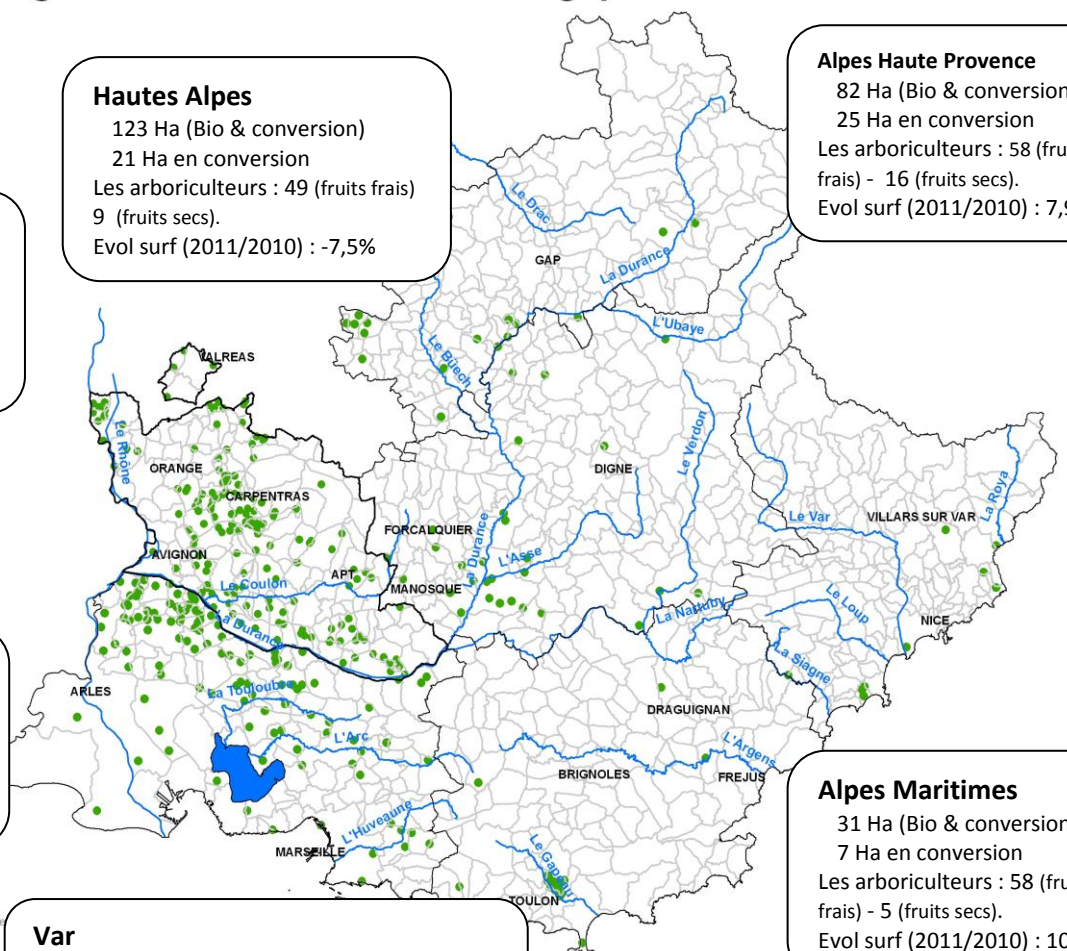 Hautes Alpes
123 Ha (Bio & conversion)
21 Ha en conversion
Les arboriculteurs : 49 (fruits frais)
9 (fruits secs).
Evol surf (2011/2010) : -7,5%
Alpes Haute Provence
82 Ha (Bio & conversion
25 Ha en conversion
Les arboriculteurs : 58 (fru
frais) - 16 (fruits secs).
Evol surf (2011/2010) : 7,9
Le Drac
GAP
La Durance
L'Ubaye
Le Büech
VALREAS
Le Rhône
ORANGE
CARPENTRAS
DIGNE
Le Verdon
La Roya
Le Var
VILLARS SUR VAR
FORCALQUIER
La Durance
L'Asse
AVIGNON
APT
Le Coulon
MANOSQUE
La Nartuby
Le Loup
NICE
La Durance
La Siagne
ARLES
La Touloubre
DRAGUIGNAN
L'Arc
L'Argens
BRIGNOLES
FREJUS
L'Huveaune
MARSEILLE
Le Gapeau
TOULON
Alpes Maritimes
31 Ha (Bio & conversion
7 Ha en conversion
Les arboriculteurs : 58 (fru
frais) - 5 (fruits secs).
Evol surf (2011/2010) : 10
Var